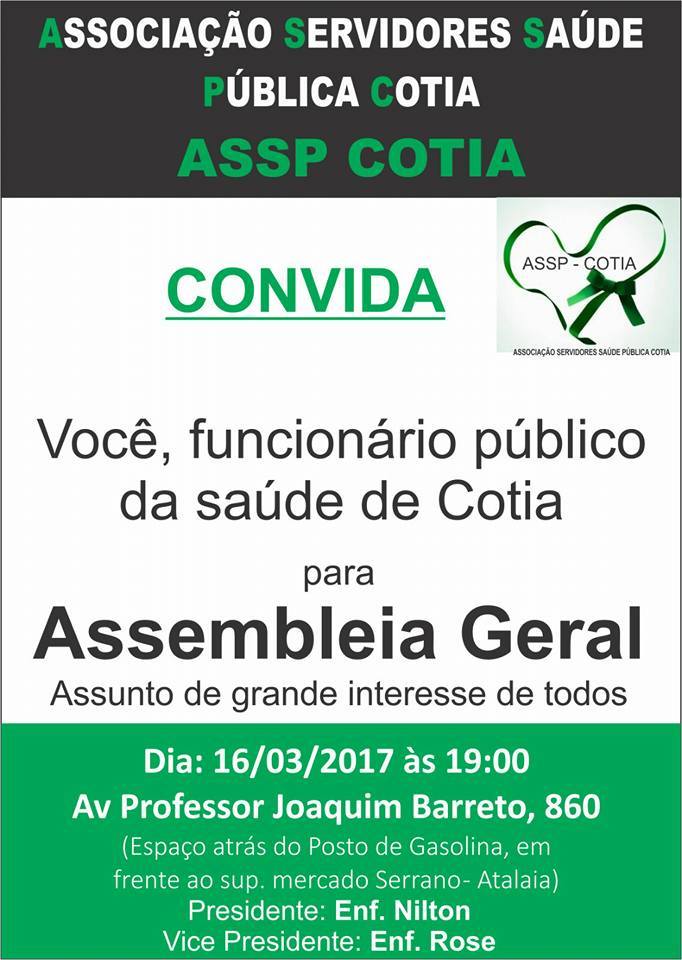 ASSOCIAÇÃO SERVIDORES SAÚDE
PÚBLICA COTIA
ASSP COTIA
ASSP - COTIA
ASSOCIAÇÃO SERVIDORES SAÚDE PÚBLICA COTIA
CONVIDA
Você, funcionário público
da saúde de Cotia
para
Assembleia Geral
Assunto de grande interesse de todos
Dia: 16/03/2017 às 19:00
Av Professor Joaquim Barreto, 860
(Espaço atrás do Posto de Gasolina, em
frente ao sup. mercado Serrano- Atalaia)
Presidente: Enf. Nilton
Vice Presidente: Enf. Rose